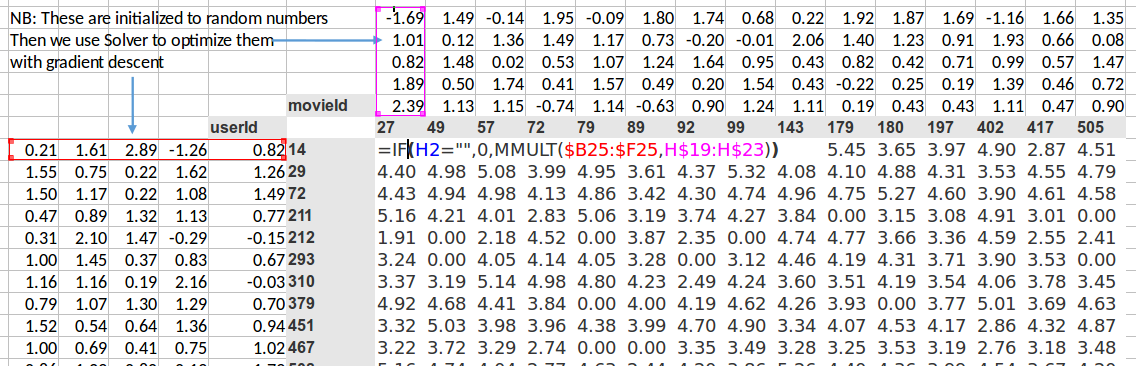 NB: These are initialized to random numbers -1.69 1.49 -0.14 1.95 -0.09 1.80 1.74 0.68 0.22 1.92 1.87 1.69 -1.16 1.66 1.35
Then we use Solver to optimize them 1.01 0.12 1.36 1.49 1.17 0.73 -0.20 -0.01 2.06 1.40 1.23 0.91 1.93 0.66 0.08
with gradient descent 0.82 1.48 0.02 0.53 1.07 1.24 1.64 0.95 0.43 0.82 0.42 0.71 0.99 0.57 1.47
1.89 0.50 1.74 0.41 1.57 0.49 0.20 1.54 0.43 -0.22 0.25 0.19 1.39 0.46 0.72
movieId 2.39 1.13 1.15 -0.74 1.14 -0.63 0.90 1.24 1.11 0.19 0.43 0.43 1.11 0.47 0.90
userId 27 49 57 72 79 89 92 99 143 179 180 197 402 417 505
0.21 1.61 2.89 -1.26 0.82 14 =IF(H2="",0,MMULT($B25:$F25,H$19:H$23)) 5.45 3.65 3.97 4.90 2.87 4.51
1.55 0.75 0.22 1.62 1.26 29 4.40 4.98 5.08 3.99 4.95 3.61 4.37 5.32 4.08 4.10 4.88 4.31 3.53 4.55 4.79
1.50 1.17 0.22 1.08 1.49 72 4.43 4.94 4.98 4.13 4.86 3.42 4.30 4.74 4.96 4.75 5.27 4.60 3.90 4.61 4.58
0.47 0.89 1.32 1.13 0.77 211 5.16 4.21 4.01 2.83 5.06 3.19 3.74 4.27 3.84 0.00 3.15 3.08 4.91 3.01 0.00
0.31 2.10 1.47 -0.29 -0.15 212 1.91 0.00 2.18 4.52 0.00 3.87 2.35 0.00 4.74 4.77 3.66 3.36 4.59 2.55 2.41
1.00 1.45 0.37 0.83 0.67 293 3.24 0.00 4.05 4.14 4.05 3.28 0.00 3.12 4.46 4.19 4.31 3.71 3.90 3.53 0.00
1.16 1.16 0.19 2.16 -0.03 310 3.37 3.19 5.14 4.98 4.80 4.23 2.49 4.24 3.60 3.51 4.19 3.54 4.06 3.78 3.45
0.79 1.07 1.30 1.29 0.70 379 4.92 4.68 4.41 3.84 0.00 4.00 4.19 4.62 4.26 3.93 0.00 3.77 5.01 3.69 4.63
1.52 0.54 0.64 1.36 0.94 451 3.32 5.03 3.98 3.96 4.38 3.99 4.70 4.90 3.34 4.07 4.53 4.17 2.86 4.32 4.87
1.00 0.69 0.41 0.75 1.02 467 3.22 3.72 3.29 2.74 0.00 0.00 3.35 3.49 3.28 3.25 3.53 3.19 2.76 3.18 3.48